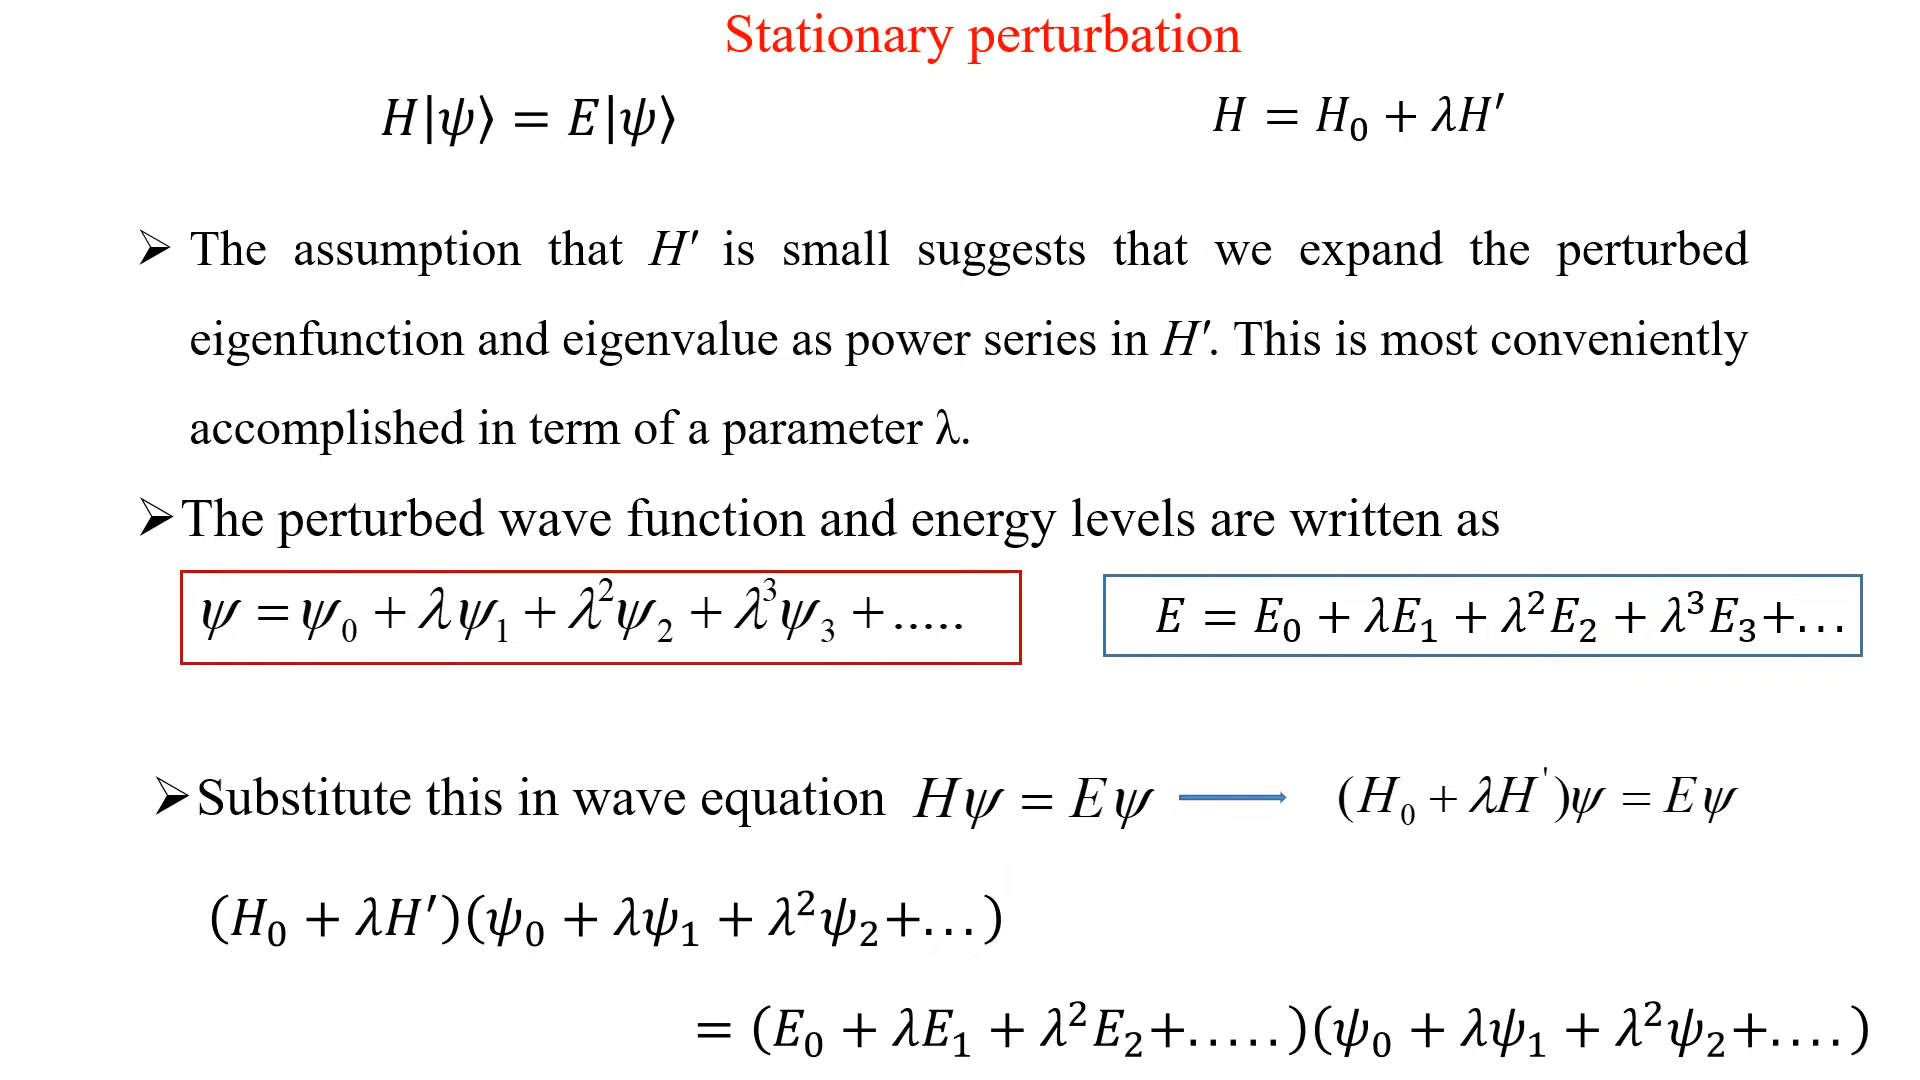 Stationary perturbation
H|ψ⟩ = E|ψ⟩
H = H₀ + λH′
➢ The assumption that H′ is small suggests that we expand the perturbed
eigenfunction and eigenvalue as power series in H′. This is most conveniently
accomplished in term of a parameter λ.
➢ The perturbed wave function and energy levels are written as
ψ = ψ₀ + λψ₁ + λ²ψ₂ + λ³ψ₃ + .....
E = E₀ + λE₁ + λ²E₂ + λ³E₃+...
➢ Substitute this in wave equation Hψ = Eψ → (H₀ + λH')ψ = Eψ
(H₀ + λH′)(ψ₀ + λψ₁ + λ²ψ₂+...)
= (E₀ + λE₁ + λ²E₂+.....)(ψ₀ + λψ₁ + λ²ψ₂+....)